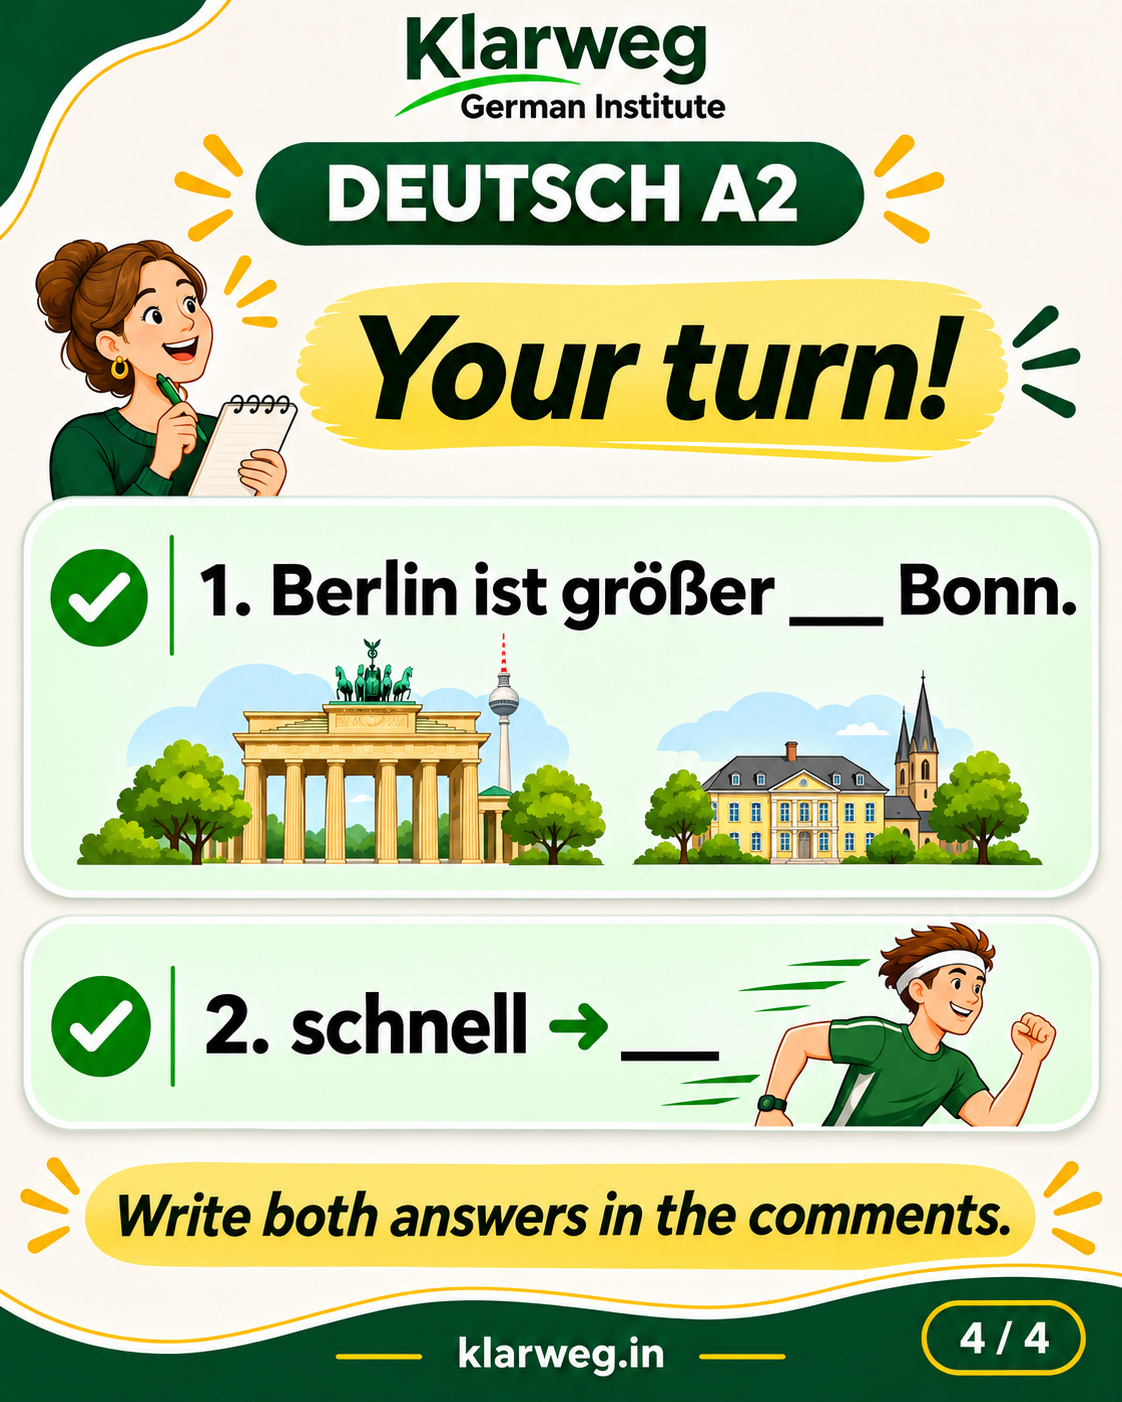 Klarweg
German Institute
DEUTSCH A2
Your turn!
1. Berlin ist größer ___ Bonn.
2. schnell → ___
Write both answers in the comments.
klarweg.in
4 / 4